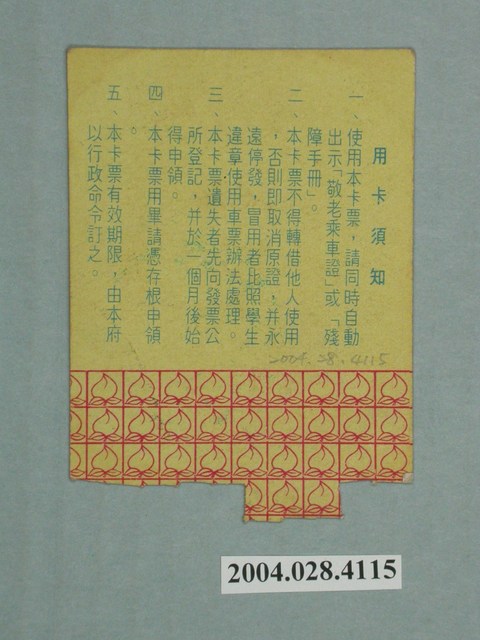 用卡須知
一、使用本卡票，請同時自動
出示「敬老乘車證」或「殘
障手冊」。
二、本卡票不得轉借他人使用
，否則即取消原證，並永
遠停發，冒用者比照學生
違章使用車票辦法處理。
三、本卡票遺失者先向發票公
所登記，並於一個月後始
得申領。
四、本卡票用畢請憑存根申領
。
五、本卡票有效期限，由本府
以行政命令訂之。
2004.28.4115
2004.028.4115